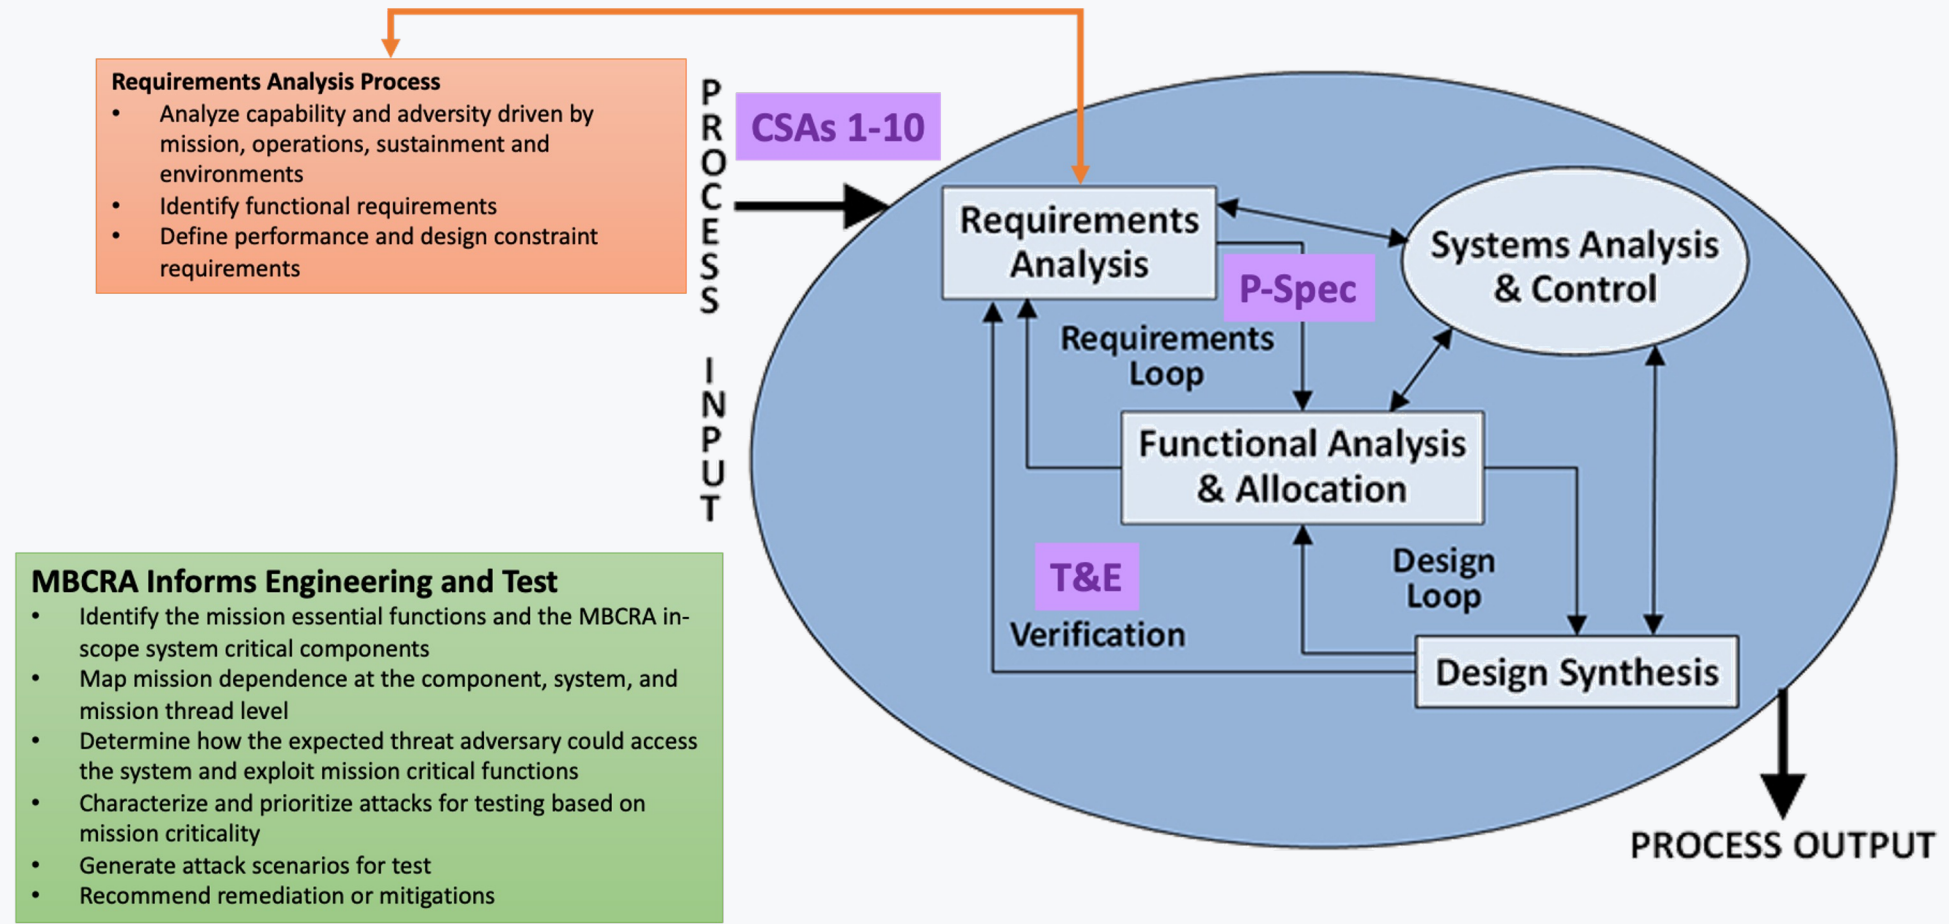 Requirements Analysis Process
• Analyze capability and adversity driven by
mission, operations, sustainment and
environments
• Identify functional requirements
• Define performance and design constraint
requirements
PROCESS INPUT
CSAs 1-10
Requirements
Analysis
Systems Analysis
& Control
P-Spec
Requirements
Loop
Functional Analysis
& Allocation
T&E
Verification
Design
Loop
Design Synthesis
PROCESS OUTPUT
MBCRA Informs Engineering and Test
• Identify the mission essential functions and the MBCRA in-
scope system critical components
• Map mission dependence at the component, system, and
mission thread level
• Determine how the expected threat adversary could access
the system and exploit mission critical functions
• Characterize and prioritize attacks for testing based on
mission criticality
• Generate attack scenarios for test
• Recommend remediation or mitigations